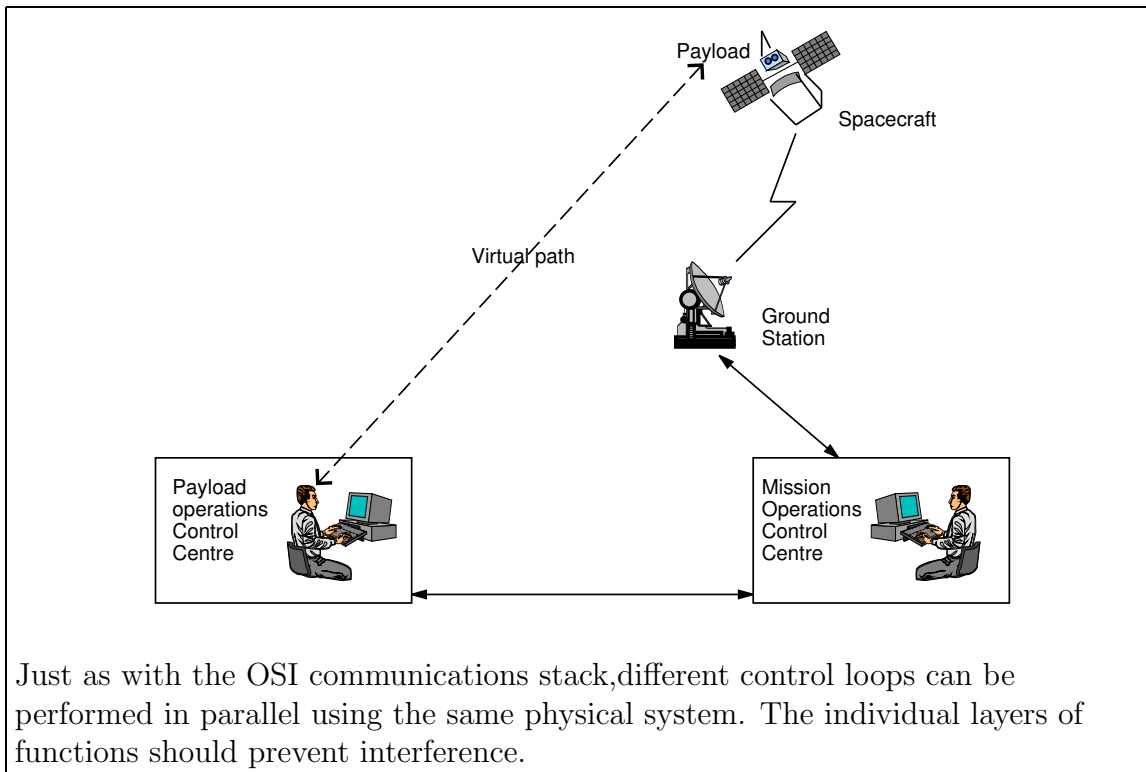 Payload
Spacecraft
Virtual path
Ground
Station
Payload
operations
Control
Centre
Mission
Operations
Control
Centre
Just as with the OSI communications stack,different control loops can be
performed in parallel using the same physical system. The individual layers of
functions should prevent interference.